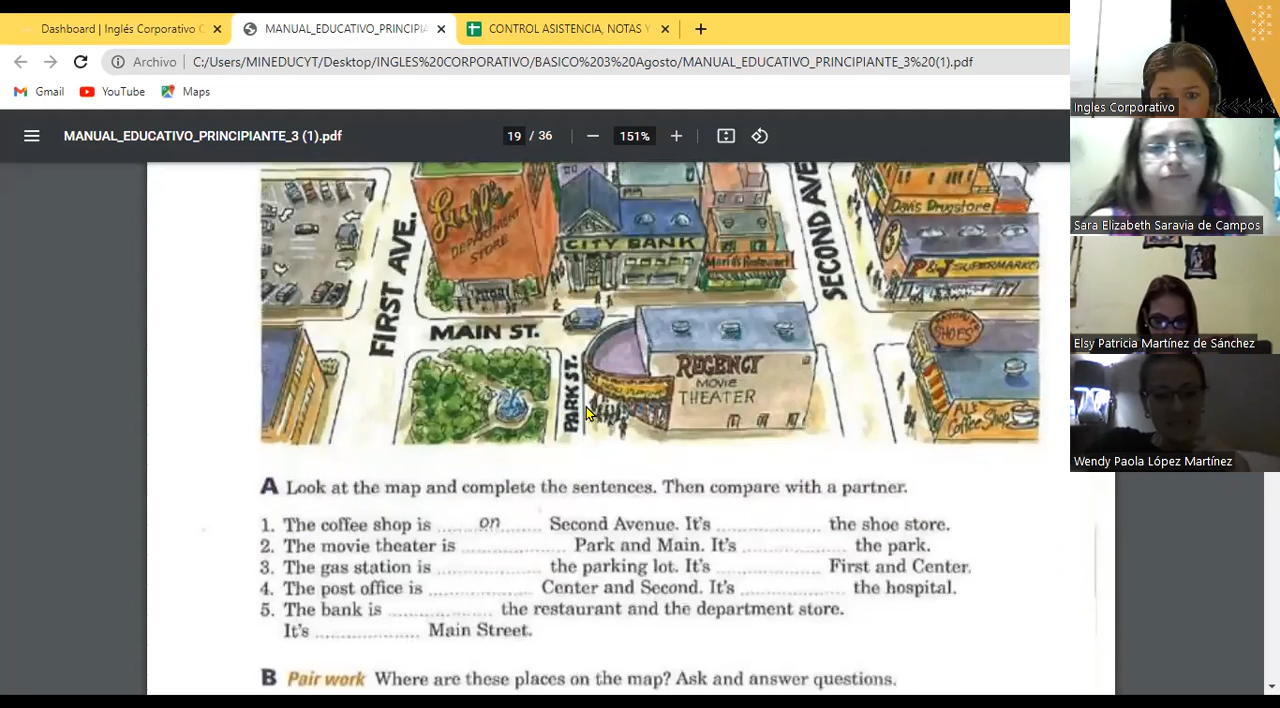 Dashboard | Inglés Corporativo C
MANUAL_EDUCATIVO_PRINCIPIA
CONTROL ASISTENCIA, NOTAS Y
Archivo C:/Users/MINEDUCYT/Desktop/INGLES%20CORPORATIVO/BASICO%203%20Agosto/MANUAL_EDUCATIVO_PRINCIPIANTE_3%20(1).pdf
Gmail YouTube Maps
MANUAL_EDUCATIVO_PRINCIPIANTE_3 (1).pdf
19 / 36
151%
Ingles Corporativo
Sara Elizabeth Saravia de Campos
Elsy Patricia Martínez de Sánchez
Wendy Paola López Martínez
FIRST AVE.
Luff's
DEPARTMENT
STORE
CITY BANK
Maria's Restaurant
SECOND AVE
Davis Drugstore
P&J SUPERMARKE
MAIN ST.
PARK ST.
REGENCY
MOVIE
THEATER
SHOES
Coffee Shop
A Look at the map and complete the sentences. Then compare with a partner.
1. The coffee shop is ......on...... Second Avenue. It's .................... the shoe store.
2. The movie theater is .................... Park and Main. It's .................... the park.
3. The gas station is .................... the parking lot. It's .................... First and Center.
4. The post office is .................... Center and Second. It's .................... the hospital.
5. The bank is .................... the restaurant and the department store.
It's .................... Main Street.
B Pair work Where are these places on the map? Ask and answer questions.